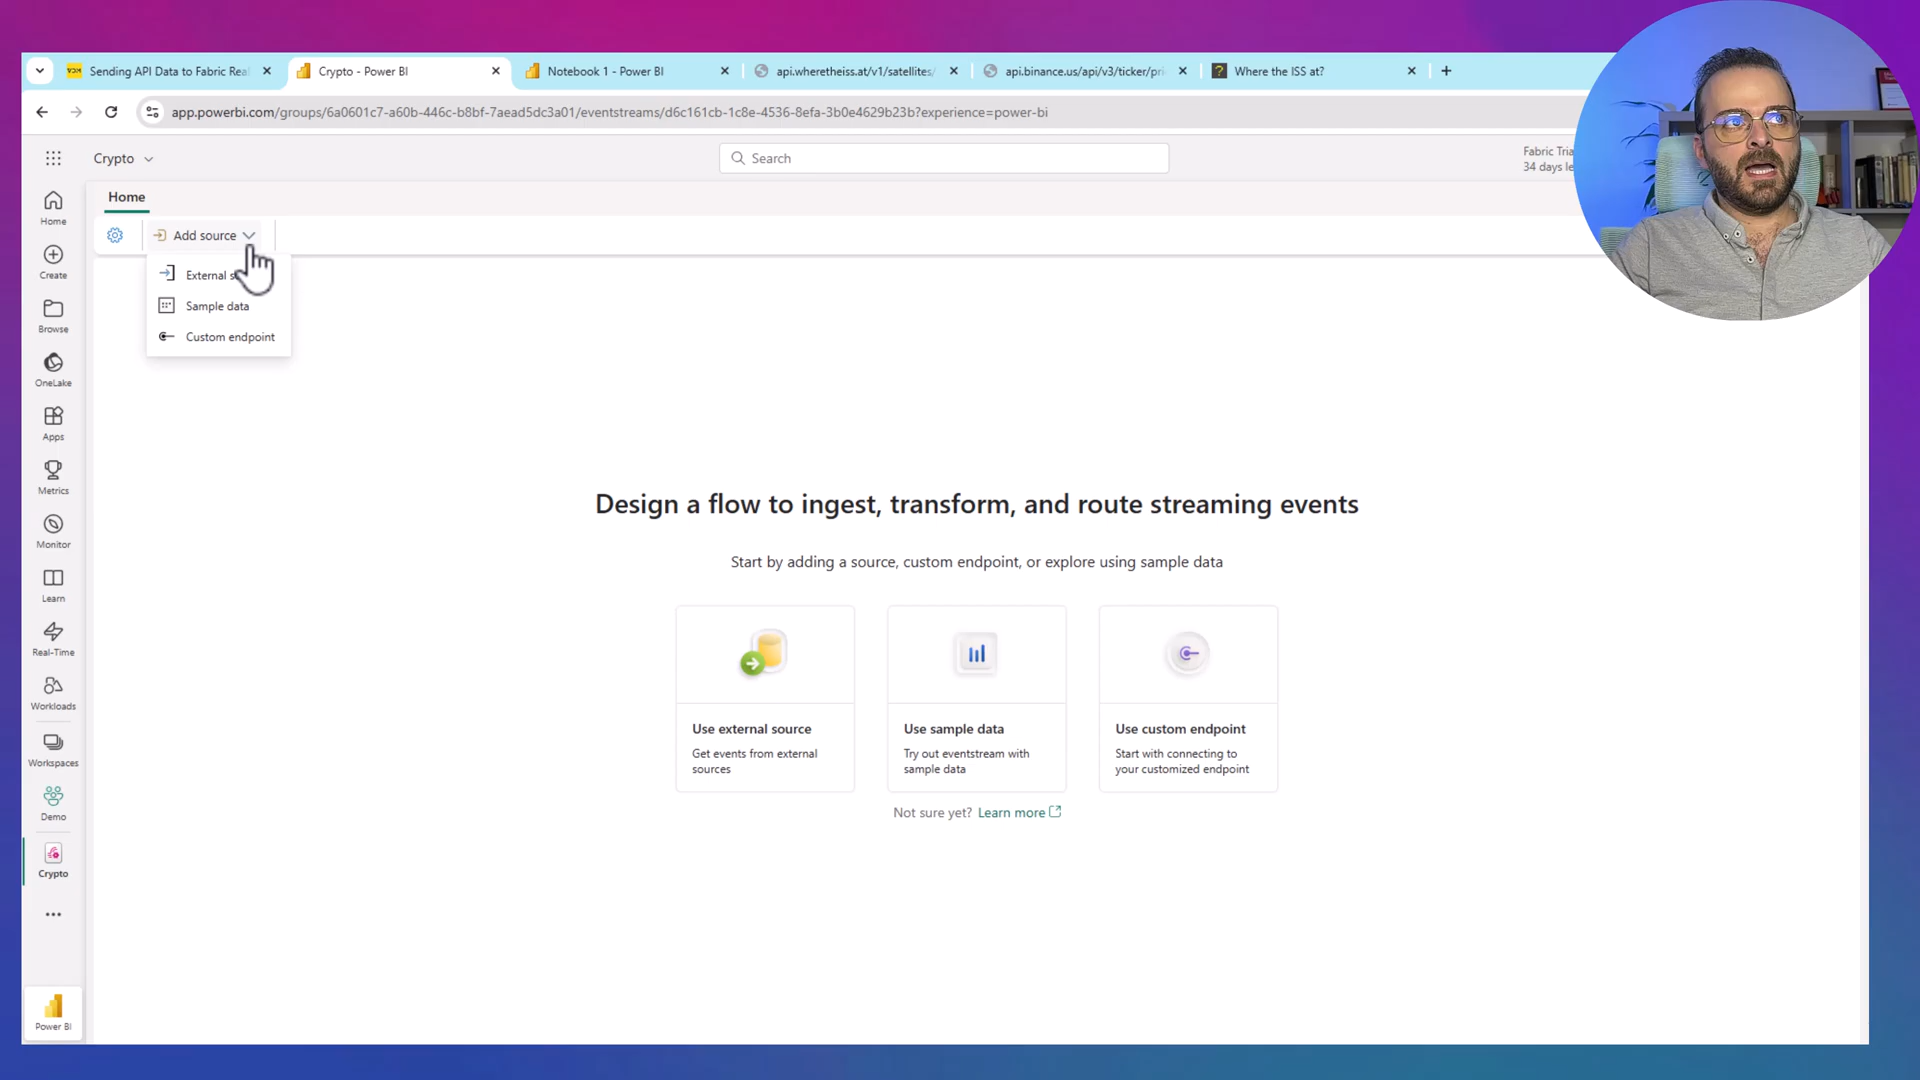 Sending API Data to Fabric Rea
Crypto - Power BI
Notebook 1 - Power BI
api.wheretheiss.at/v1/satellites/
api.binance.us/api/v3/ticker/pri
Where the ISS at?
app.powerbi.com/groups/6a0601c7-a60b-446c-b8bf-7aead5dc3a01/eventstreams/d6c161cb-1c8e-4536-8efa-3b0e4629b23b?experience=power-bi
Crypto
Search
Fabric Tria
34 days le
Home
Home
Add source
Create
External s
Sample data
Browse
Custom endpoint
OneLake
Apps
Metrics
Design a flow to ingest, transform, and route streaming events
Monitor
Start by adding a source, custom endpoint, or explore using sample data
Learn
Real-Time
Workloads
Use external source
Get events from external
sources
Use sample data
Try out eventstream with
sample data
Use custom endpoint
Start with connecting to
your customized endpoint
Workspaces
Not sure yet? Learn more
Demo
Crypto
Power BI